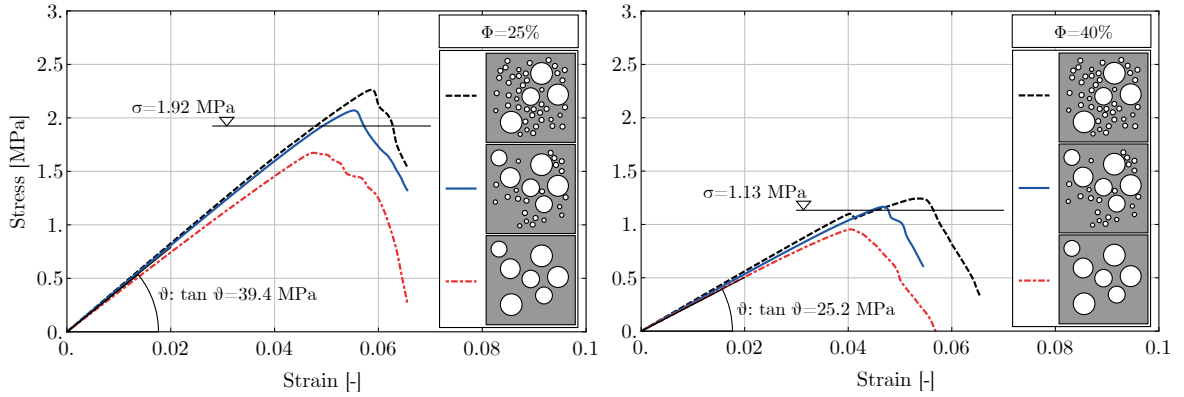 Φ=25%
σ=1.92 MPa
ϑ: tan ϑ=39.4 MPa
Stress [MPa]
3.
2.5
2.
1.5
1.
0.5
0.
0.
0.02
0.04
0.06
0.08
0.1
Strain [-]
Φ=40%
σ=1.13 MPa
ϑ: tan ϑ=25.2 MPa
3.
2.5
2.
1.5
1.
0.5
0.
0.
0.02
0.04
0.06
0.08
0.1
Strain [-]